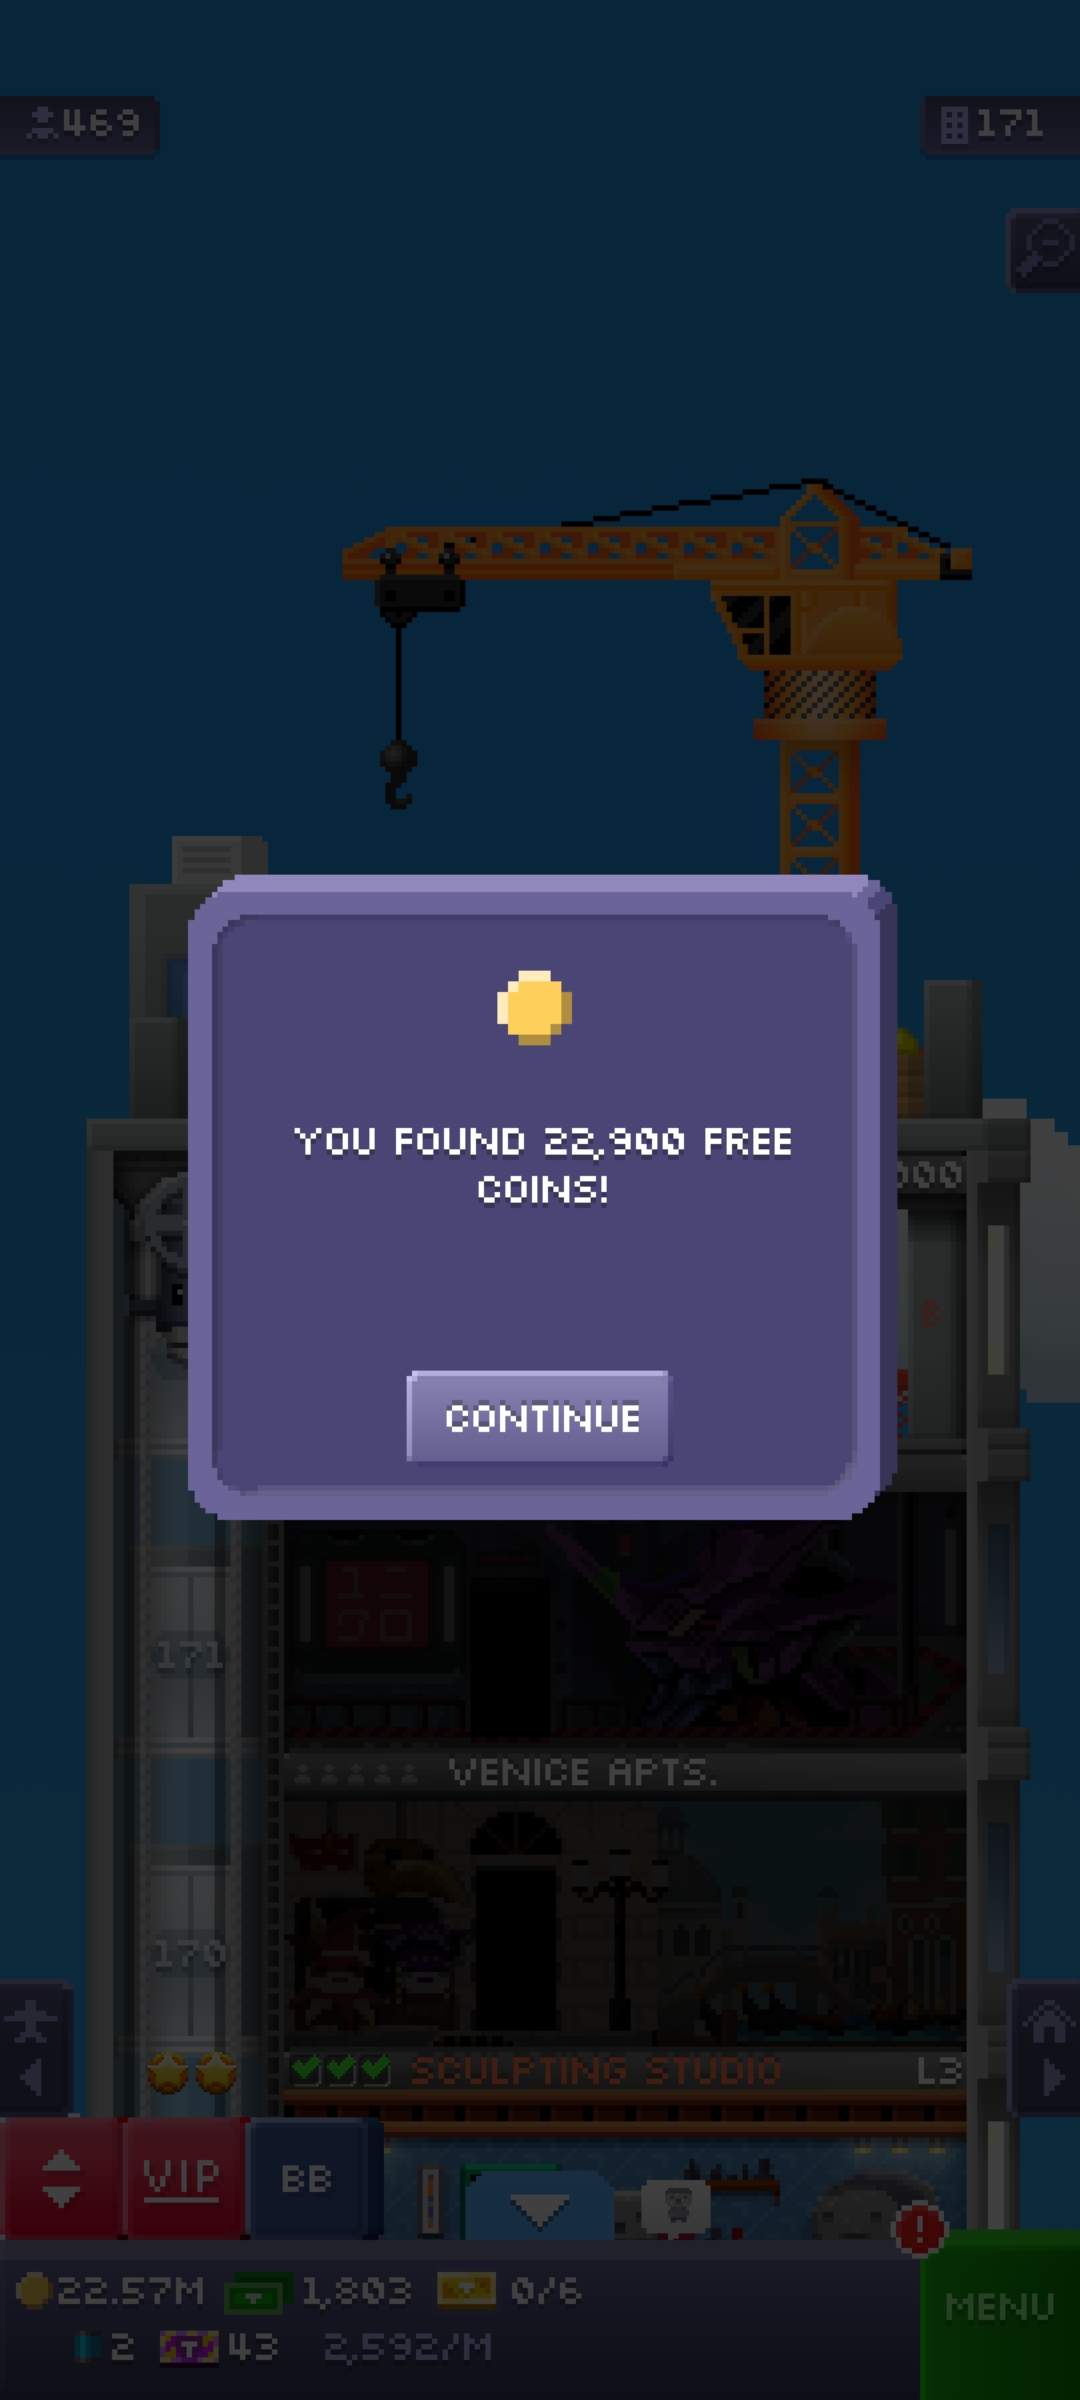 469
171
YOU FOUND 22,900 FREE
COINS!
CONTINUE
171
VENICE APTS.
170
SCULPTING STUDIO L3
VIP
BB
22.57M 1,803 0/6
MENU
2 43 2,592/M